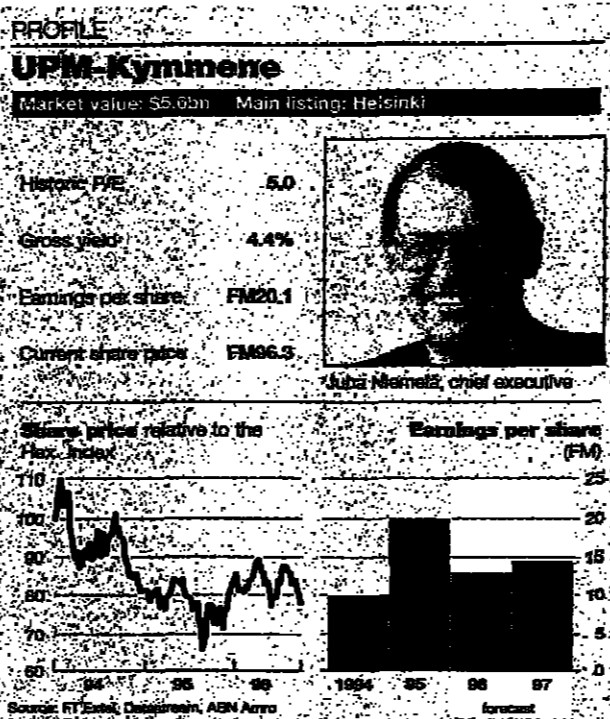 PROFILE
UPM-Kymmene
Market value: $5.6bn Main listing: Helsinki
Historic P/E 5.0
Gross yield 4.4%
Earnings per share FM20.1
Current share price FM96.3
Juha Niemelä, chief executive
Share price relative to the
Hex. Index
110
100
90
80
70
60
94 95 96
Earnings per share
(FM)
25
20
15
10
5
0
1994 95 96 97
forecast
Source: FT Extel, Datastream, ABN Amro